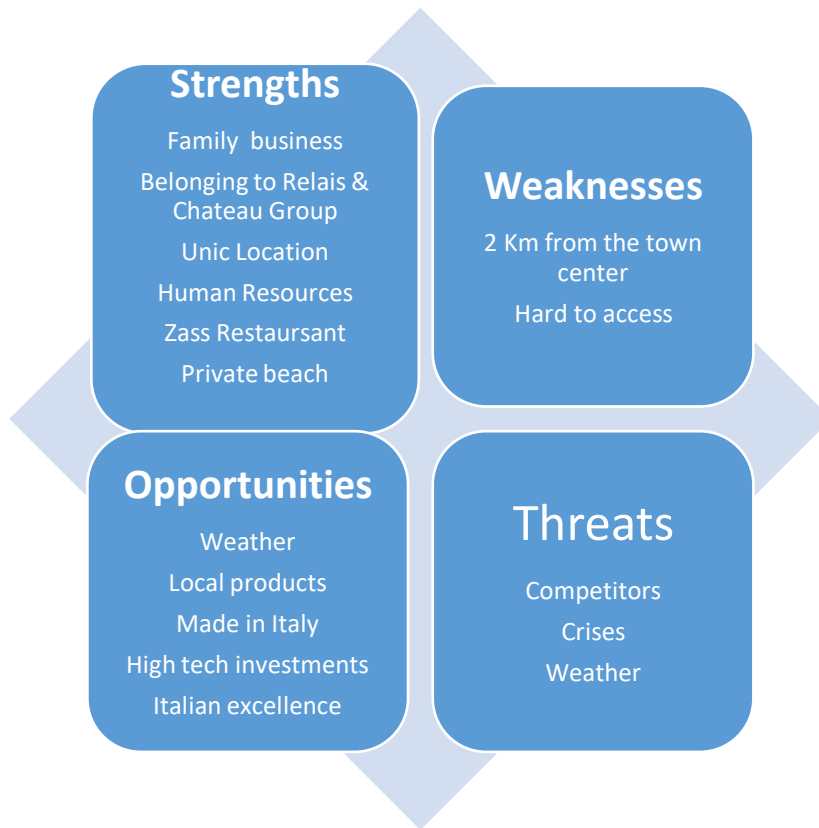 Strengths
Family business
Belonging to Relais &
Chateau Group
Unic Location
Human Resources
Zass Restaursant
Private beach
Weaknesses
2 Km from the town
center
Hard to access
Opportunities
Weather
Local products
Made in Italy
High tech investments
Italian excellence
Threats
Competitors
Crises
Weather